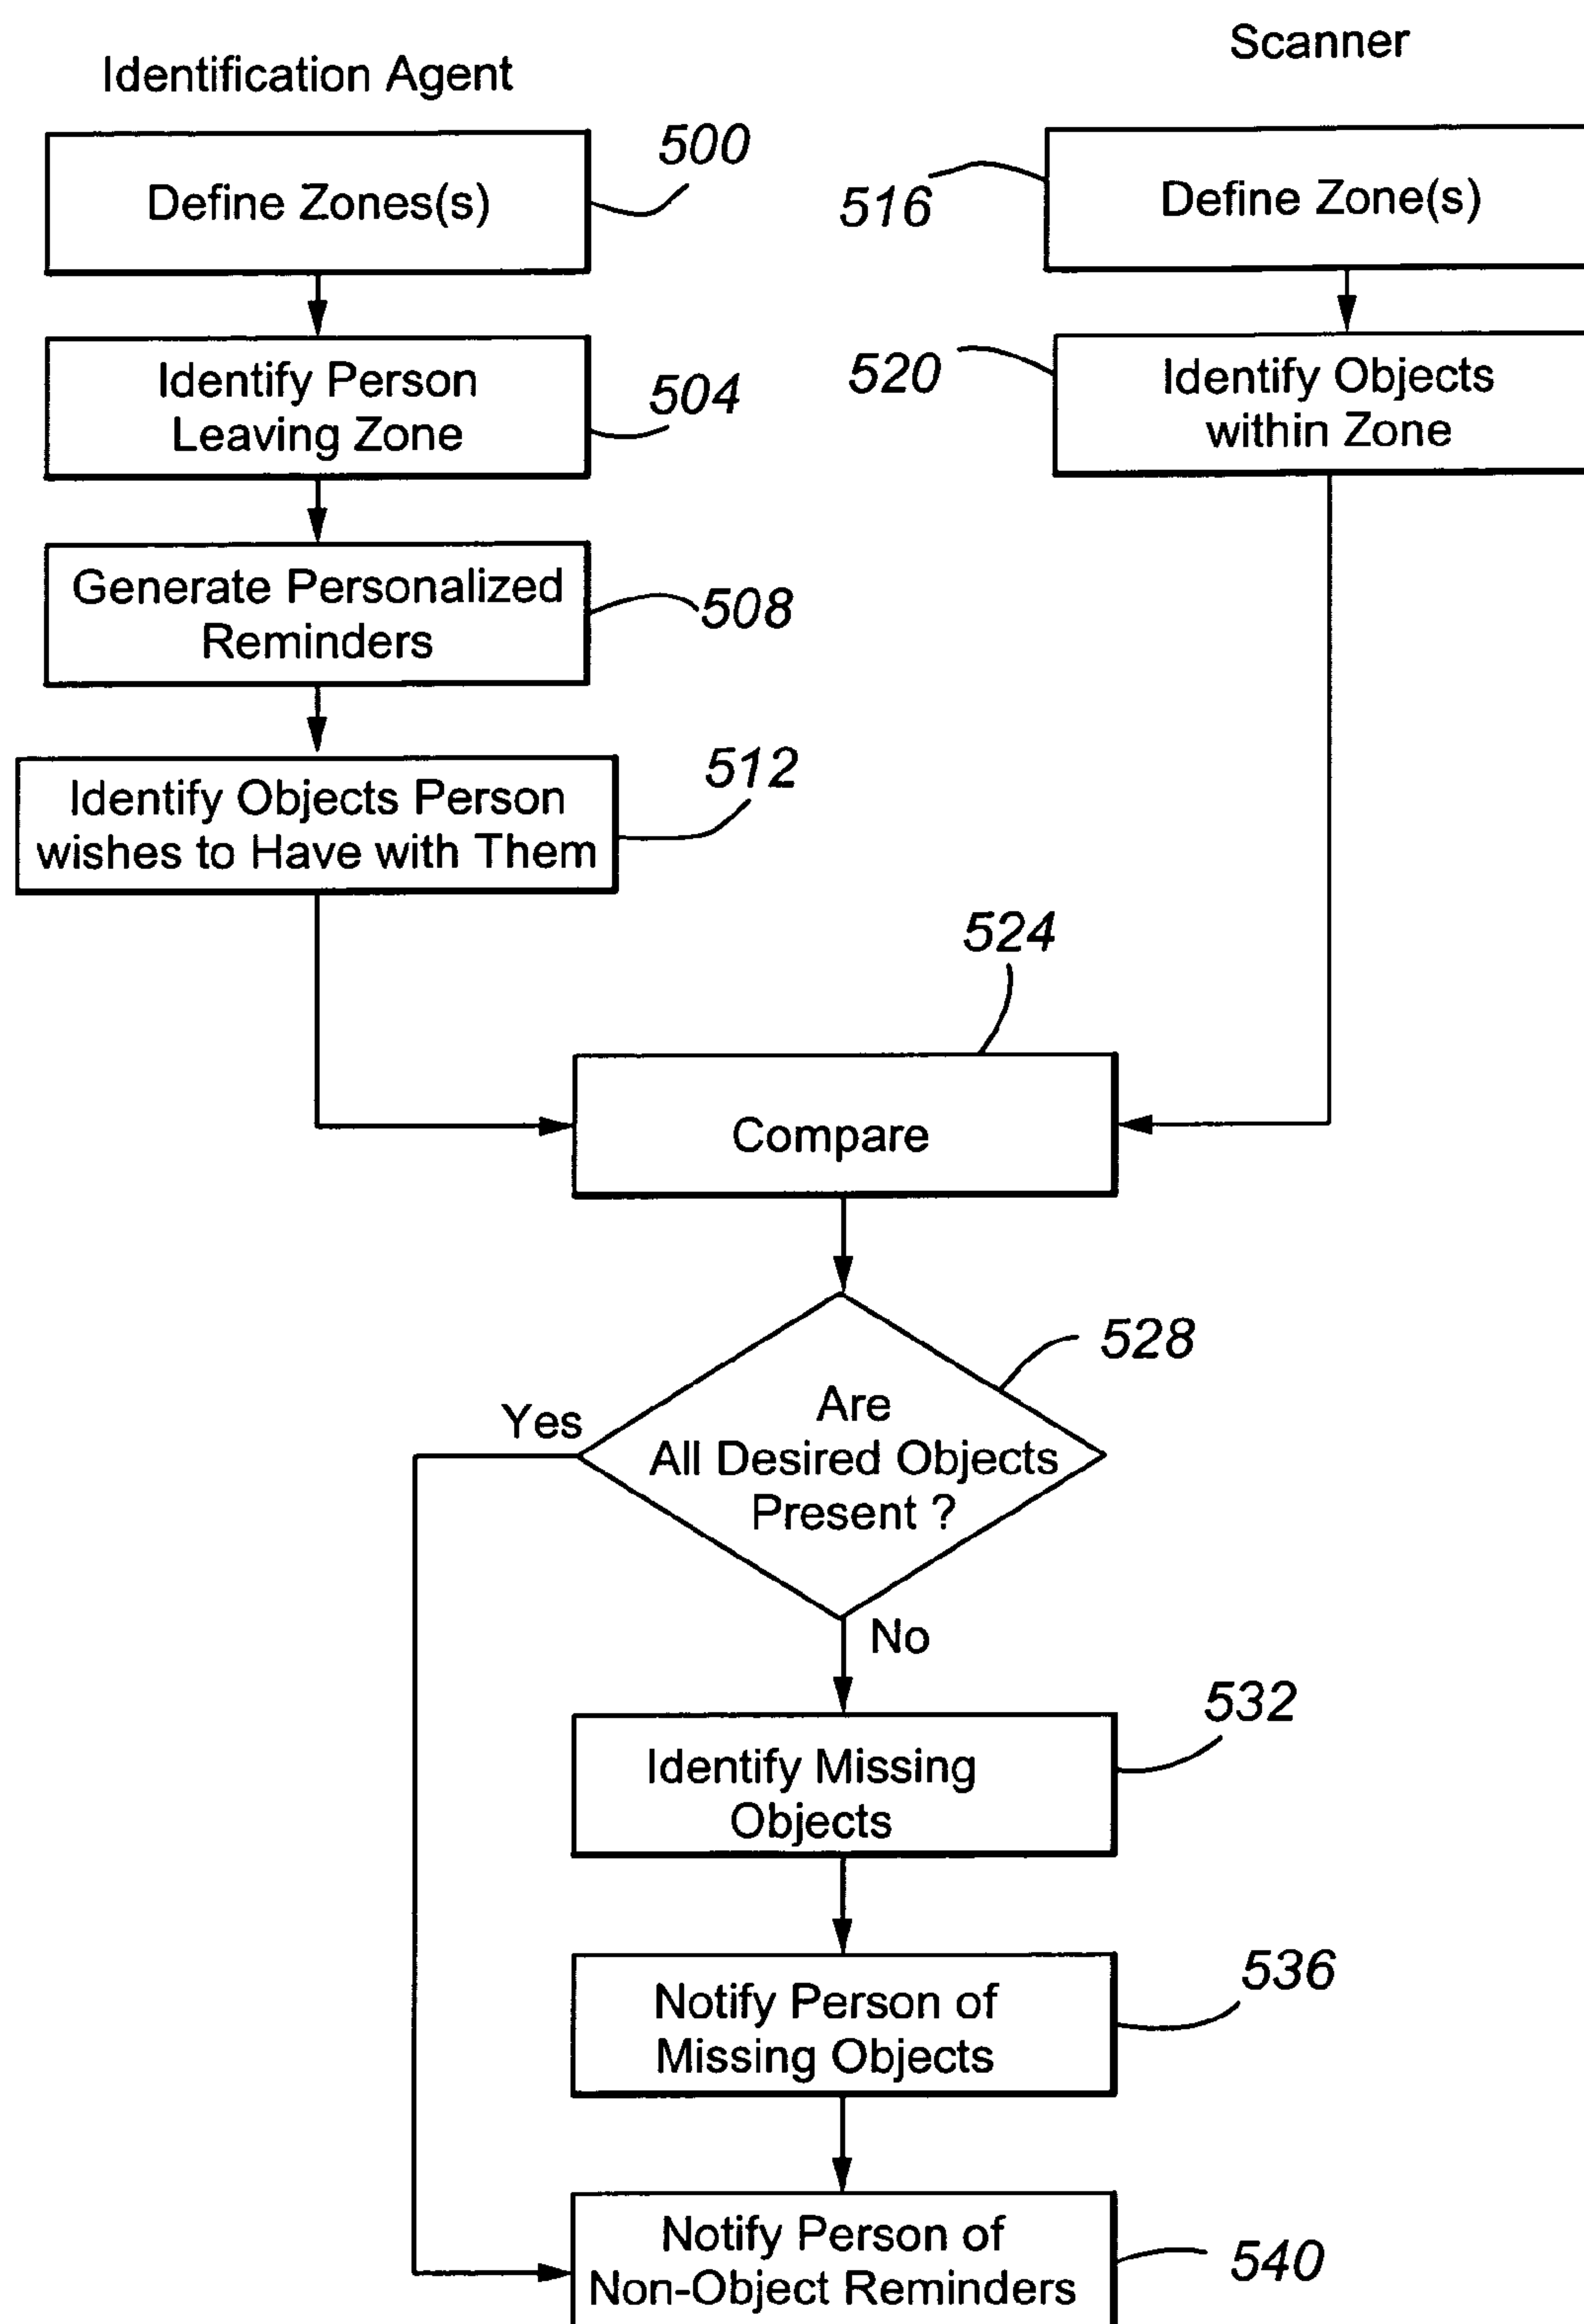 Identification Agent
Scanner
Define Zones(s)
500
516
Define Zone(s)
Identify Person
Leaving Zone
504
520
Identify Objects
within Zone
Generate Personalized
Reminders
508
Identify Objects Person
wishes to Have with Them
512
524
Compare
528
Yes
Are
All Desired Objects
Present ?
No
532
Identify Missing
Objects
536
Notify Person of
Missing Objects
Notify Person of
Non-Object Reminders
540